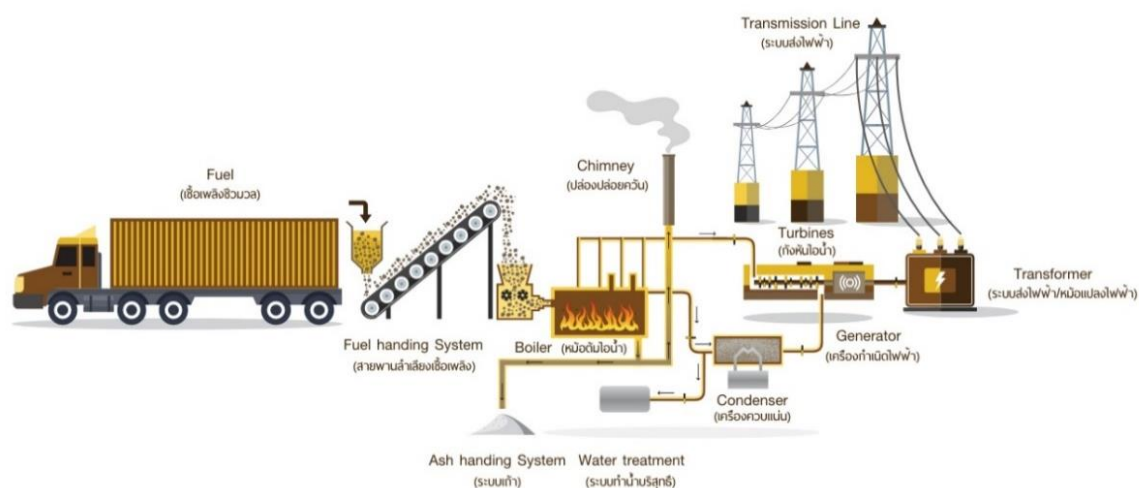 Transmission Line
(ระบบส่งไฟฟ้า)
Fuel
(เชื้อเพลิงชีวมวล)
Chimney
(ปล่องปล่อยควัน)
Turbines
(กังหันไอน้ำ)
Transformer
(ระบบส่งไฟฟ้า/หม้อแปลงไฟฟ้า)
Fuel handing System
(สายพานลำเลียงเชื้อเพลิง)
Boiler (หม้อต้มไอน้ำ)
Generator
(เครื่องกำเนิดไฟฟ้า)
Condenser
(เครื่องควบแน่น)
Ash handing System
(ระบบเถ้า)
Water treatment
(ระบบทำน้ำบริสุทธิ์)